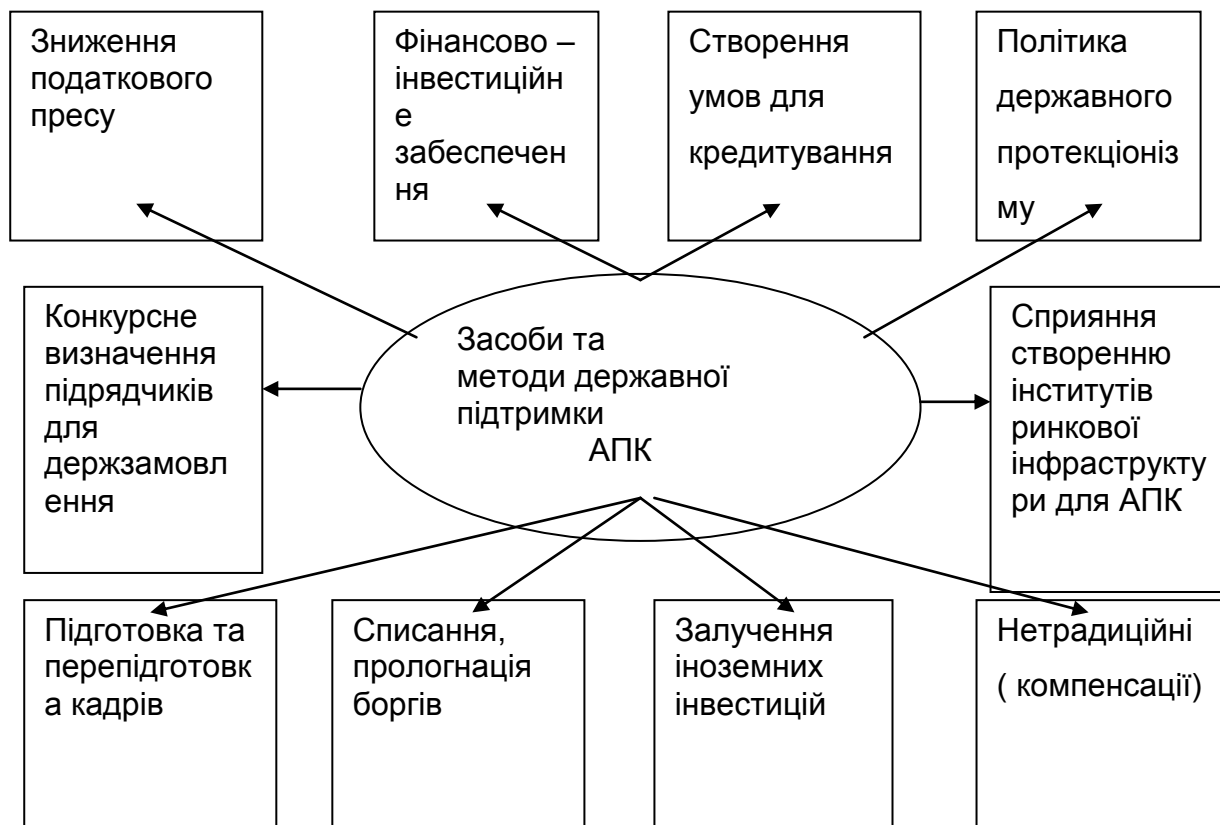 Зниження
податкового
пресу
Фінансово –
інвестиційн
е
забеспечен
ня
Створення
умов для
кредитування
Політика
державного
протекціоніз
му
Конкурсне
визначення
підрядчиків
для
держзамовл
ення
Засоби та
методи державної
підтримки
АПК
Сприяння
створенню
інститутів
ринкової
інфраструкту
ри для АПК
Підготовка та
перепідготовк
а кадрів
Списання,
прологнація
боргів
Залучення
іноземних
інвестицій
Нетрадиційні
( компенсації)